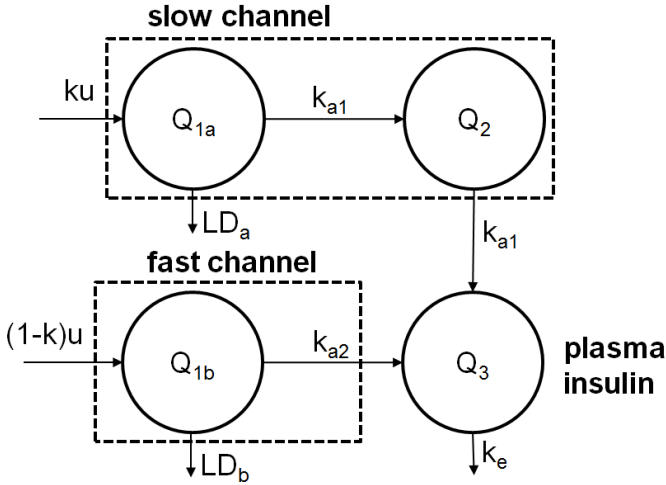 slow channel
ku
Q1a
ka1
Q2
LDa
ka1
fast channel
(1-k)u
Q1b
ka2
Q3
plasma
insulin
LDb
ke